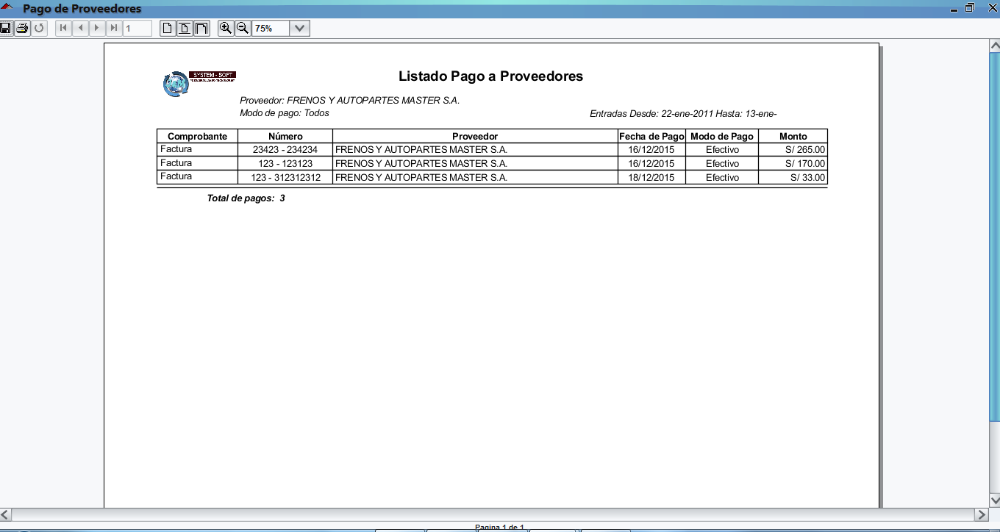 Pago de Proveedores
1 75%
SYSTEM - SOFT
Listado Pago a Proveedores
Proveedor: FRENOS Y AUTOPARTES MASTER S.A.
Modo de pago: Todos Entradas Desde: 22-ene-2011 Hasta: 13-ene-
Comprobante Número Proveedor Fecha de Pago Modo de Pago Monto
Factura 23423 - 234234 FRENOS Y AUTOPARTES MASTER S.A. 16/12/2015 Efectivo S/ 265.00
Factura 123 - 123123 FRENOS Y AUTOPARTES MASTER S.A. 16/12/2015 Efectivo S/ 170.00
Factura 123 - 312312312 FRENOS Y AUTOPARTES MASTER S.A. 18/12/2015 Efectivo S/ 33.00
Total de pagos: 3
Pagina 1 de 1